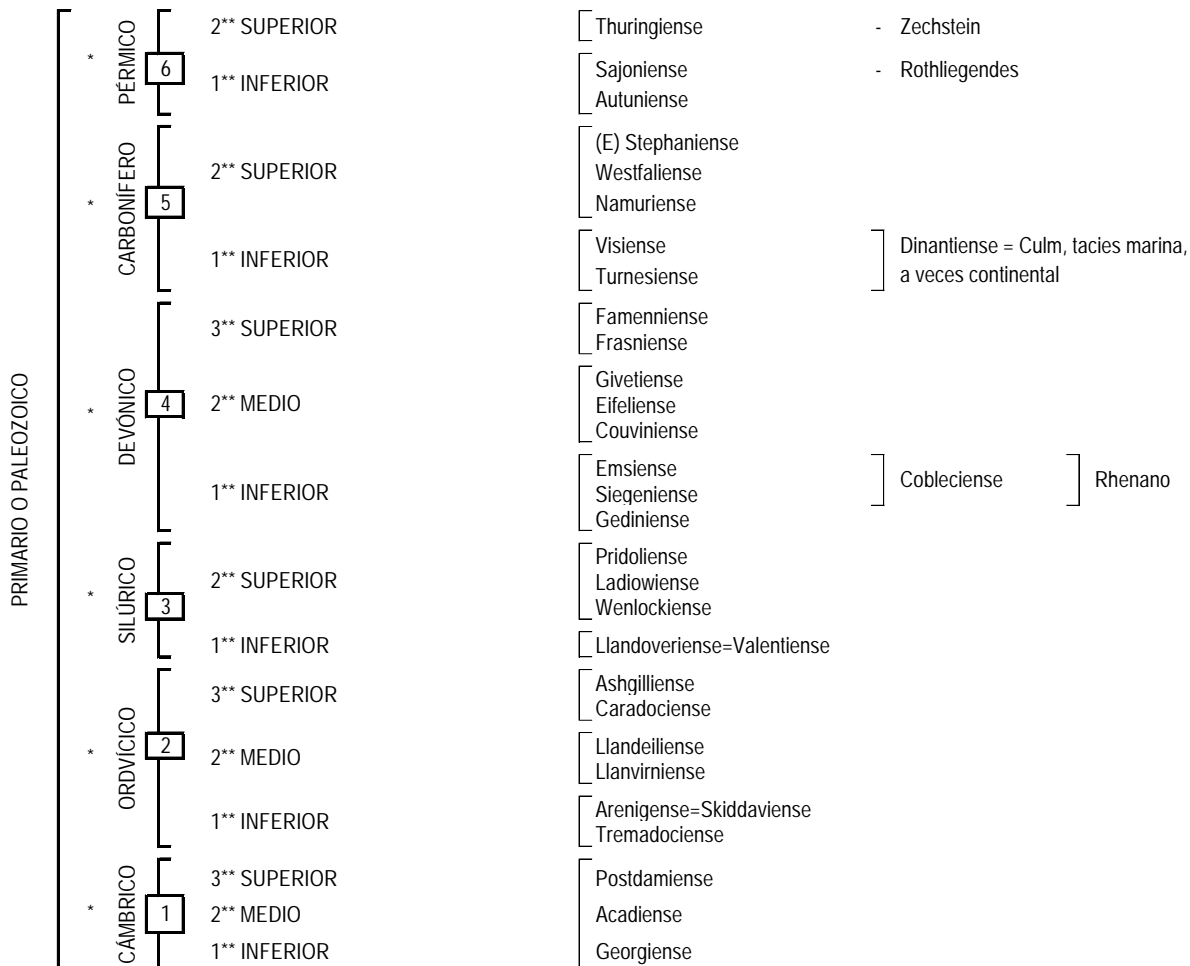 PRIMARIO O PALEOZOICO
* PÉRMICO 6
2** SUPERIOR Thuringiense - Zechstein
1** INFERIOR Sajoniense - Rothliegendes
Autuniense
* CARBONÍFERO 5
2** SUPERIOR (E) Stephaniense
Westfaliense
Namuriense
1** INFERIOR Visiense Dinantiense = Culm, tacies marina,
Turnesiense a veces continental
* DEVÓNICO 4
3** SUPERIOR Famenniense
Frasniense
2** MEDIO Givetiense
Eifeliense
Couviniense
1** INFERIOR Emsiense Cobleciense Rhenano
Siegeniense
Gediniense
* SILÚRICO 3
2** SUPERIOR Pridoliense
Ladiowiense
Wenlockiense
1** INFERIOR Llandoveriense=Valentiense
* ORDVÍCICO 2
3** SUPERIOR Ashgilliense
Caradociense
2** MEDIO Llandeiliense
Llanvirniense
1** INFERIOR Arenigense=Skiddaviense
Tremadociense
* CÁMBRICO 1
3** SUPERIOR Postdamiense
2** MEDIO Acadiense
1** INFERIOR Georgiense